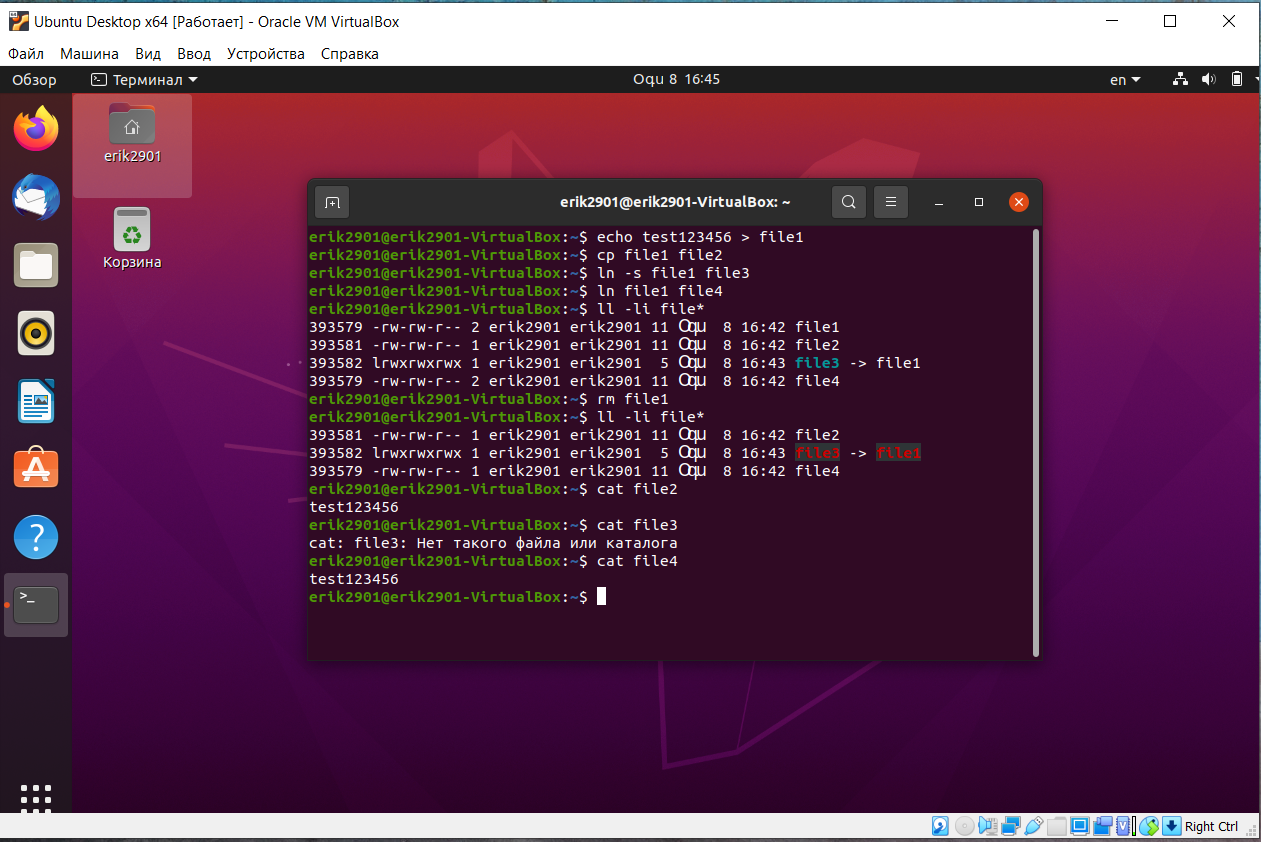 Ubuntu Desktop x64 [Работает] - Oracle VM VirtualBox
Файл Машина Вид Ввод Устройства Справка
Обзор Терминал Օգս 8 16:45 en
erik2901
Корзина
erik2901@erik2901-VirtualBox: ~
erik2901@erik2901-VirtualBox:~$ echo test123456 > file1
erik2901@erik2901-VirtualBox:~$ cp file1 file2
erik2901@erik2901-VirtualBox:~$ ln -s file1 file3
erik2901@erik2901-VirtualBox:~$ ln file1 file4
erik2901@erik2901-VirtualBox:~$ ll -li file*
393579 -rw-rw-r-- 2 erik2901 erik2901 11 Օգս  8 16:42 file1
393581 -rw-rw-r-- 1 erik2901 erik2901 11 Օգս  8 16:42 file2
393582 lrwxrwxrwx 1 erik2901 erik2901  5 Օգս  8 16:43 file3 -> file1
393579 -rw-rw-r-- 2 erik2901 erik2901 11 Օգս  8 16:42 file4
erik2901@erik2901-VirtualBox:~$ rm file1
erik2901@erik2901-VirtualBox:~$ ll -li file*
393581 -rw-rw-r-- 1 erik2901 erik2901 11 Օգս  8 16:42 file2
393582 lrwxrwxrwx 1 erik2901 erik2901  5 Օգս  8 16:43 file3 -> file1
393579 -rw-rw-r-- 1 erik2901 erik2901 11 Օգս  8 16:42 file4
erik2901@erik2901-VirtualBox:~$ cat file2
test123456
erik2901@erik2901-VirtualBox:~$ cat file3
cat: file3: Нет такого файла или каталога
erik2901@erik2901-VirtualBox:~$ cat file4
test123456
erik2901@erik2901-VirtualBox:~$
Right Ctrl